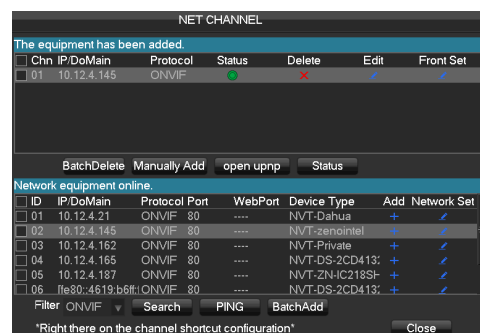 NET CHANNEL
The equipment has been added.
Chn IP/DoMain Protocol Status Delete Edit Front Set
01 10.12.4.145 ONVIF
BatchDelete Manually Add open upnp Status
Network equipment online.
ID IP/DoMain Protocol Port WebPort Device Type Add Network Set
01 10.12.4.21 ONVIF 80 ---- NVT-Dahua
02 10.12.4.145 ONVIF 80 ---- NVT-zenointel
03 10.12.4.162 ONVIF 80 ---- NVT-Private
04 10.12.4.165 ONVIF 80 ---- NVT-DS-2CD413
05 10.12.4.187 ONVIF 80 ---- NVT-ZN-IC218SH
06 ONVIF 80 ---- NVT-DS-2CD413
Filter ONVIF Search PING BatchAdd
*Right there on the channel shortcut configuration* Close